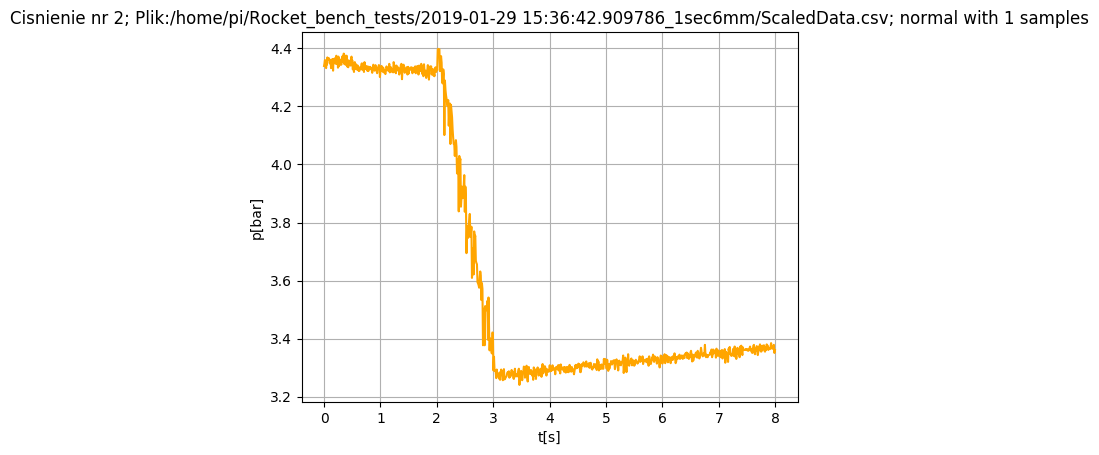 Cisnienie nr 2; Plik:/home/pi/Rocket_bench_tests/2019-01-29 15:36:42.909786_1sec6mm/ScaledData.csv; normal with 1 samples
4.4
4.2
4.0
3.8
3.6
3.4
3.2
p[bar]
0 1 2 3 4 5 6 7 8
t[s]